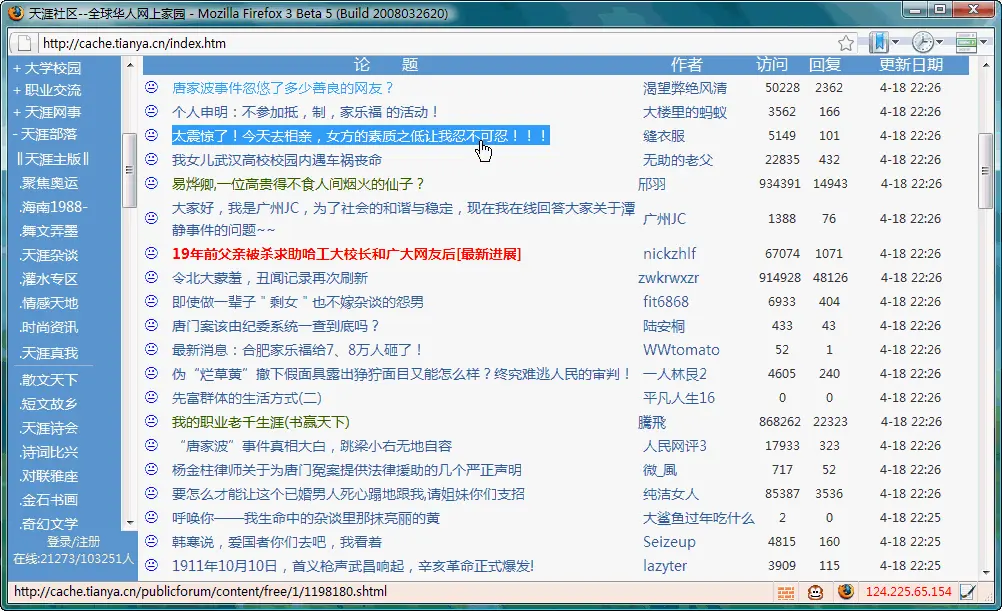 天涯社区--全球华人网上家园 - Mozilla Firefox 3 Beta 5 (Build 2008032620)
http://cache.tianya.cn/index.htm
+ 大学校园
+ 职业交流
+ 天涯网事
- 天涯部落
‖天涯主版‖
.聚焦奥运
.海南1988-
.舞文弄墨
.天涯杂谈
.灌水专区
.情感天地
.时尚资讯
.天涯真我
.散文天下
.短文故乡
.天涯诗会
.诗词比兴
.对联雅座
.金石书画
.奇幻文学
登录/注册
在线:21273/103251人
论 题 作者 访问 回复 更新日期
唐家波事件忽悠了多少善良的网友？ 渴望弊绝风清 50228 2362 4-18 22:26
个人申明：不参加抵，制，家乐福 的活动！ 大楼里的蚂蚁 3562 166 4-18 22:26
太震惊了！今天去相亲，女方的素质之低让我忍不可忍！！！ 缝衣服 5149 101 4-18 22:26
我女儿武汉高校校园内遇车祸丧命 无助的老父 22835 432 4-18 22:26
易烨卿,一位高贵得不食人间烟火的仙子？ 邝羽 934391 14943 4-18 22:26
大家好，我是广州JC，为了社会的和谐与稳定，现在我在线回答大家关于潭
静事件的问题~~ 广州JC 1388 76 4-18 22:26
19年前父亲被杀求助哈工大校长和广大网友后[最新进展] nickzhlf 67074 1071 4-18 22:26
令北大蒙羞，丑闻记录再次刷新 zwkrwxzr 914928 48126 4-18 22:26
即使做一辈子＂剩女＂也不嫁杂谈的怨男 fit6868 6933 404 4-18 22:26
唐门案该由纪委系统一查到底吗？ 陆安桐 433 43 4-18 22:26
最新消息：合肥家乐福给7、8万人砸了！ WWtomato 52 1 4-18 22:26
伪“烂草黄”撤下假面具露出狰狞面目又能怎么样？终究难逃人民的审判！ 一人林艮2 4605 240 4-18 22:26
先富群体的生活方式(二) 平凡人生16 0 0 4-18 22:26
我的职业老千生涯(书赢天下) 騰飛 868262 22323 4-18 22:26
“唐家波”事件真相大白，跳梁小右无地自容 人民网评3 17933 323 4-18 22:26
杨金柱律师关于为唐门冤案提供法律援助的几个严正声明 微_風 717 52 4-18 22:26
要怎么才能让这个已婚男人死心蹋地跟我,请姐妹你们支招 纯洁女人 85387 3536 4-18 22:26
呼唤你——我生命中的杂谈里那抹亮丽的黄 大鲨鱼过年吃什么 2 0 4-18 22:25
韩寒说，爱国者你们去吧，我看着 Seizeup 4815 160 4-18 22:25
1911年10月10日，首义枪声武昌响起，辛亥革命正式爆发! lazyter 3909 115 4-18 22:25
http://cache.tianya.cn/publicforum/content/free/1/1198180.shtml
124.225.65.154